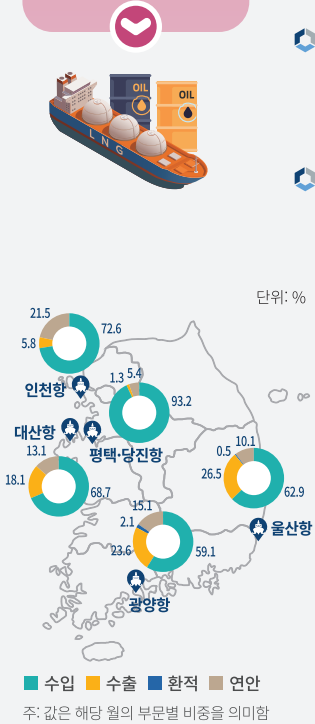 OIL
OIL
LNG
단위: %
21.5
72.6
5.8
인천항
1.3 5.4
93.2
대산항
평택·당진항
13.1
18.1
68.7
0.5 10.1
26.5
62.9
울산항
15.1
2.1
23.6
59.1
광양항
수입 수출 환적 연안
주: 값은 해당 월의 부문별 비중을 의미함